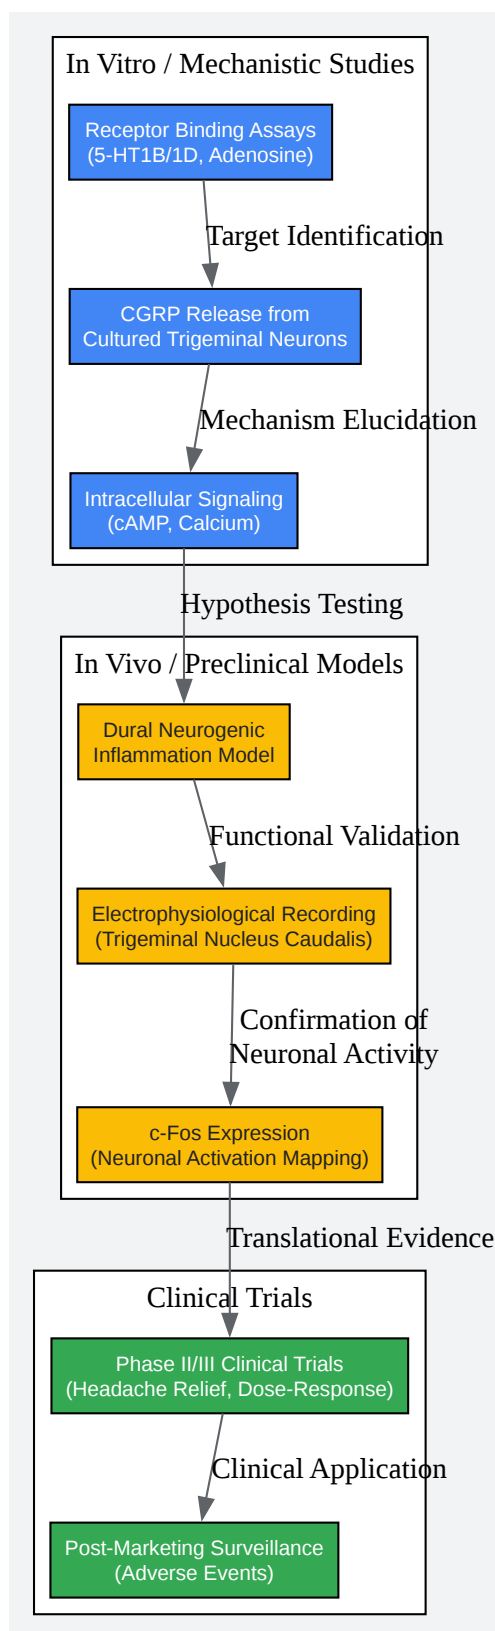 In Vitro / Mechanistic Studies
Receptor Binding Assays
(5-HT1B/1D, Adenosine)
Target Identification
CGRP Release from
Cultured Trigeminal Neurons
Mechanism Elucidation
Intracellular Signaling
(cAMP, Calcium)
Hypothesis Testing
In Vivo / Preclinical Models
Dural Neurogenic
Inflammation Model
Functional Validation
Electrophysiological Recording
(Trigeminal Nucleus Caudalis)
Confirmation of
Neuronal Activity
c-Fos Expression
(Neuronal Activation Mapping)
Translational Evidence
Clinical Trials
Phase II/III Clinical Trials
(Headache Relief, Dose-Response)
Clinical Application
Post-Marketing Surveillance
(Adverse Events)